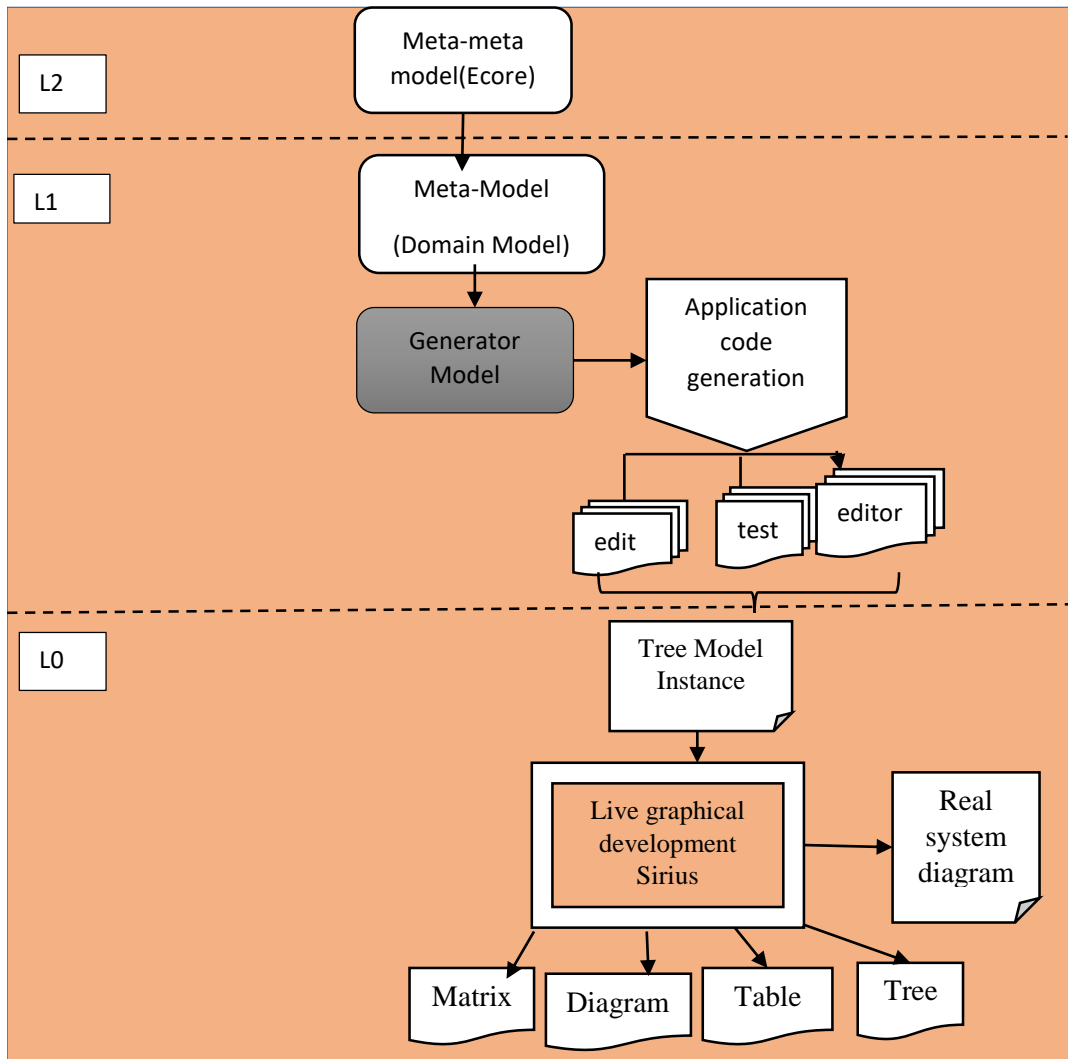 L2
Meta-meta
model(Ecore)
L1
Meta-Model
(Domain Model)
Generator
Model
Application
code
generation
edit
test
editor
L0
Tree Model
Instance
Live graphical
development
Sirius
Real
system
diagram
Matrix
Diagram
Table
Tree